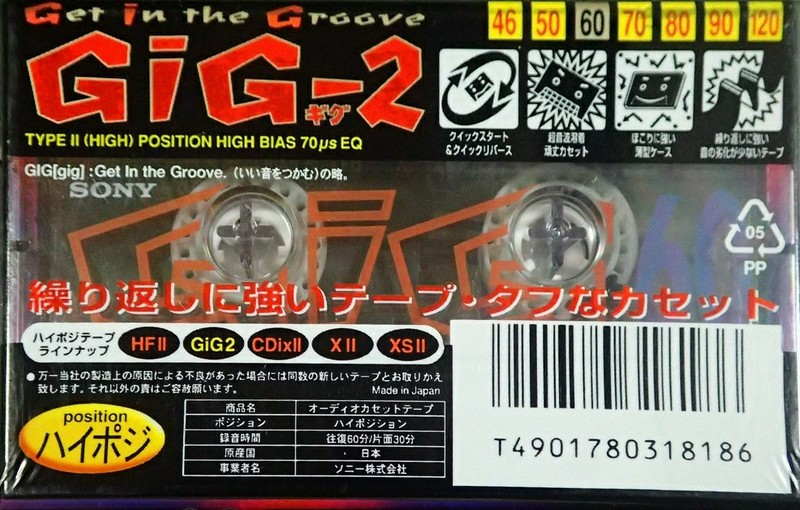 Get in the Groove
46 50 60 70 80 90 120
GiG-2
ギグ
TYPE II (HIGH) POSITION HIGH BIAS 70μs EQ
クイックスタート
&クイックリバース
超音波溶着
頑丈カセット
ほこりに強い
薄型ケース
繰り返しに強い
音の劣化が少ないテープ
GIG[gig] :Get In the Groove. (いい音をつかむ)の略。
SONY
GiG
60
05
PP
繰り返しに強いテープ・タフなカセット
ハイポジテープ
ラインナップ
HFII GiG2 CDixII XII XSII
●万一当社の製造上の原因による不良があった場合には同数の新しいテープとお取りかえ
致します。それ以外の責はご容赦願います。
Made in Japan
position
ハイポジ
商品名 オーディオカセットテープ
ポジション ハイポジション
録音時間 往復60分/片面30分
原産国 日本
事業者名 ソニー株式会社
T4901780318186